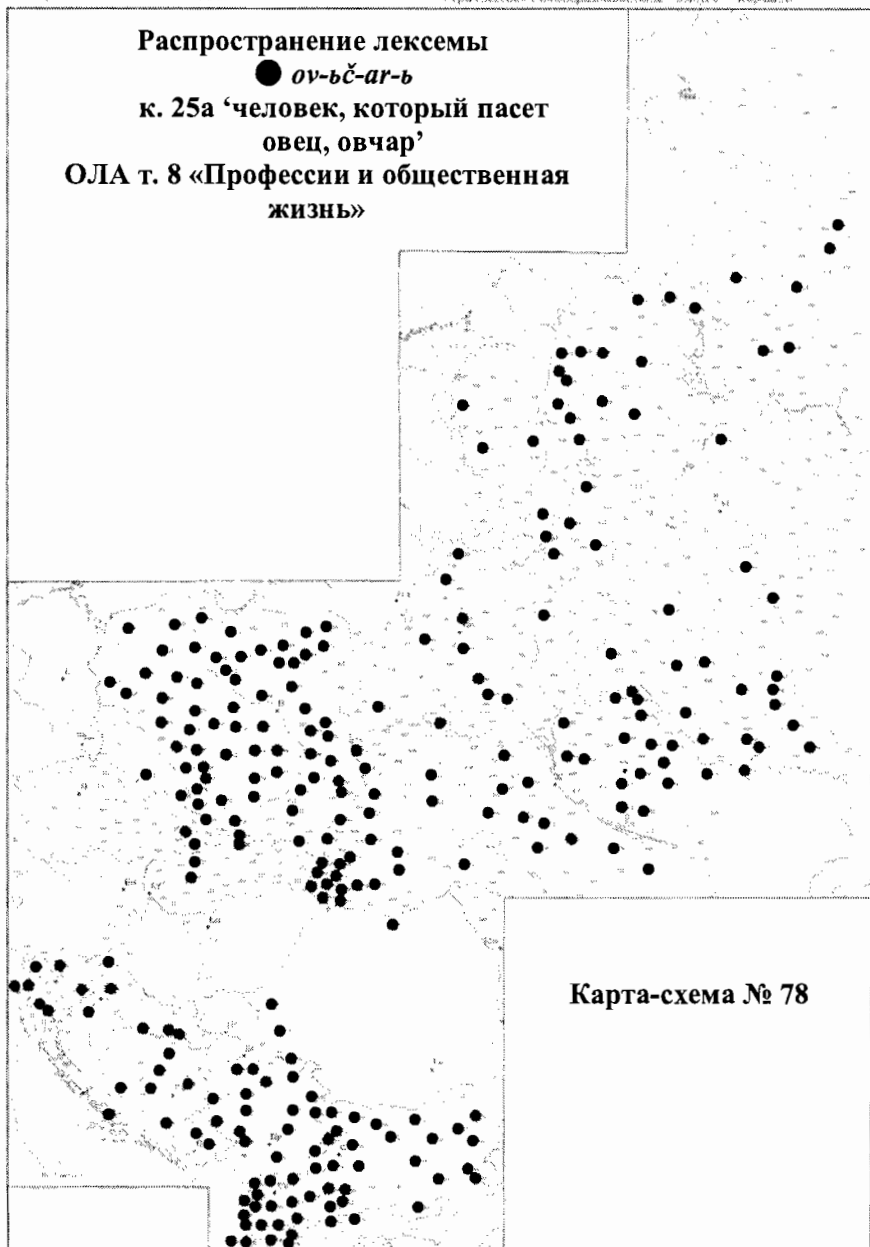 Распространение лексемы
● ov-ьč-ar-ь
к. 25а ‘человек, который пасет
овец, овчар’
ОЛА т. 8 «Профессии и общественная
жизнь»
Карта-схема № 78